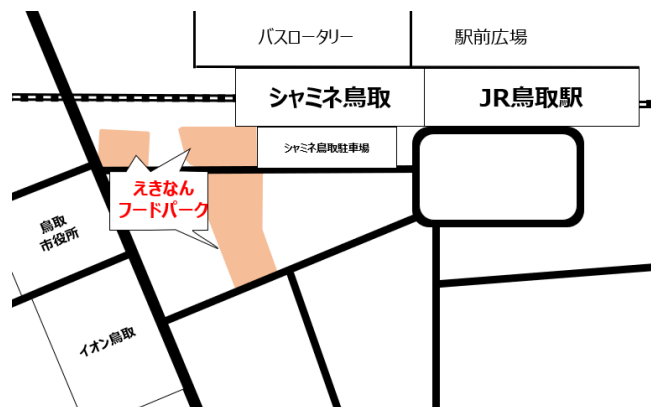 バスロータリー
駅前広場
シャミネ鳥取
JR鳥取駅
シャミネ鳥取駐車場
えきなん
フードパーク
鳥取
市役所
イオン鳥取